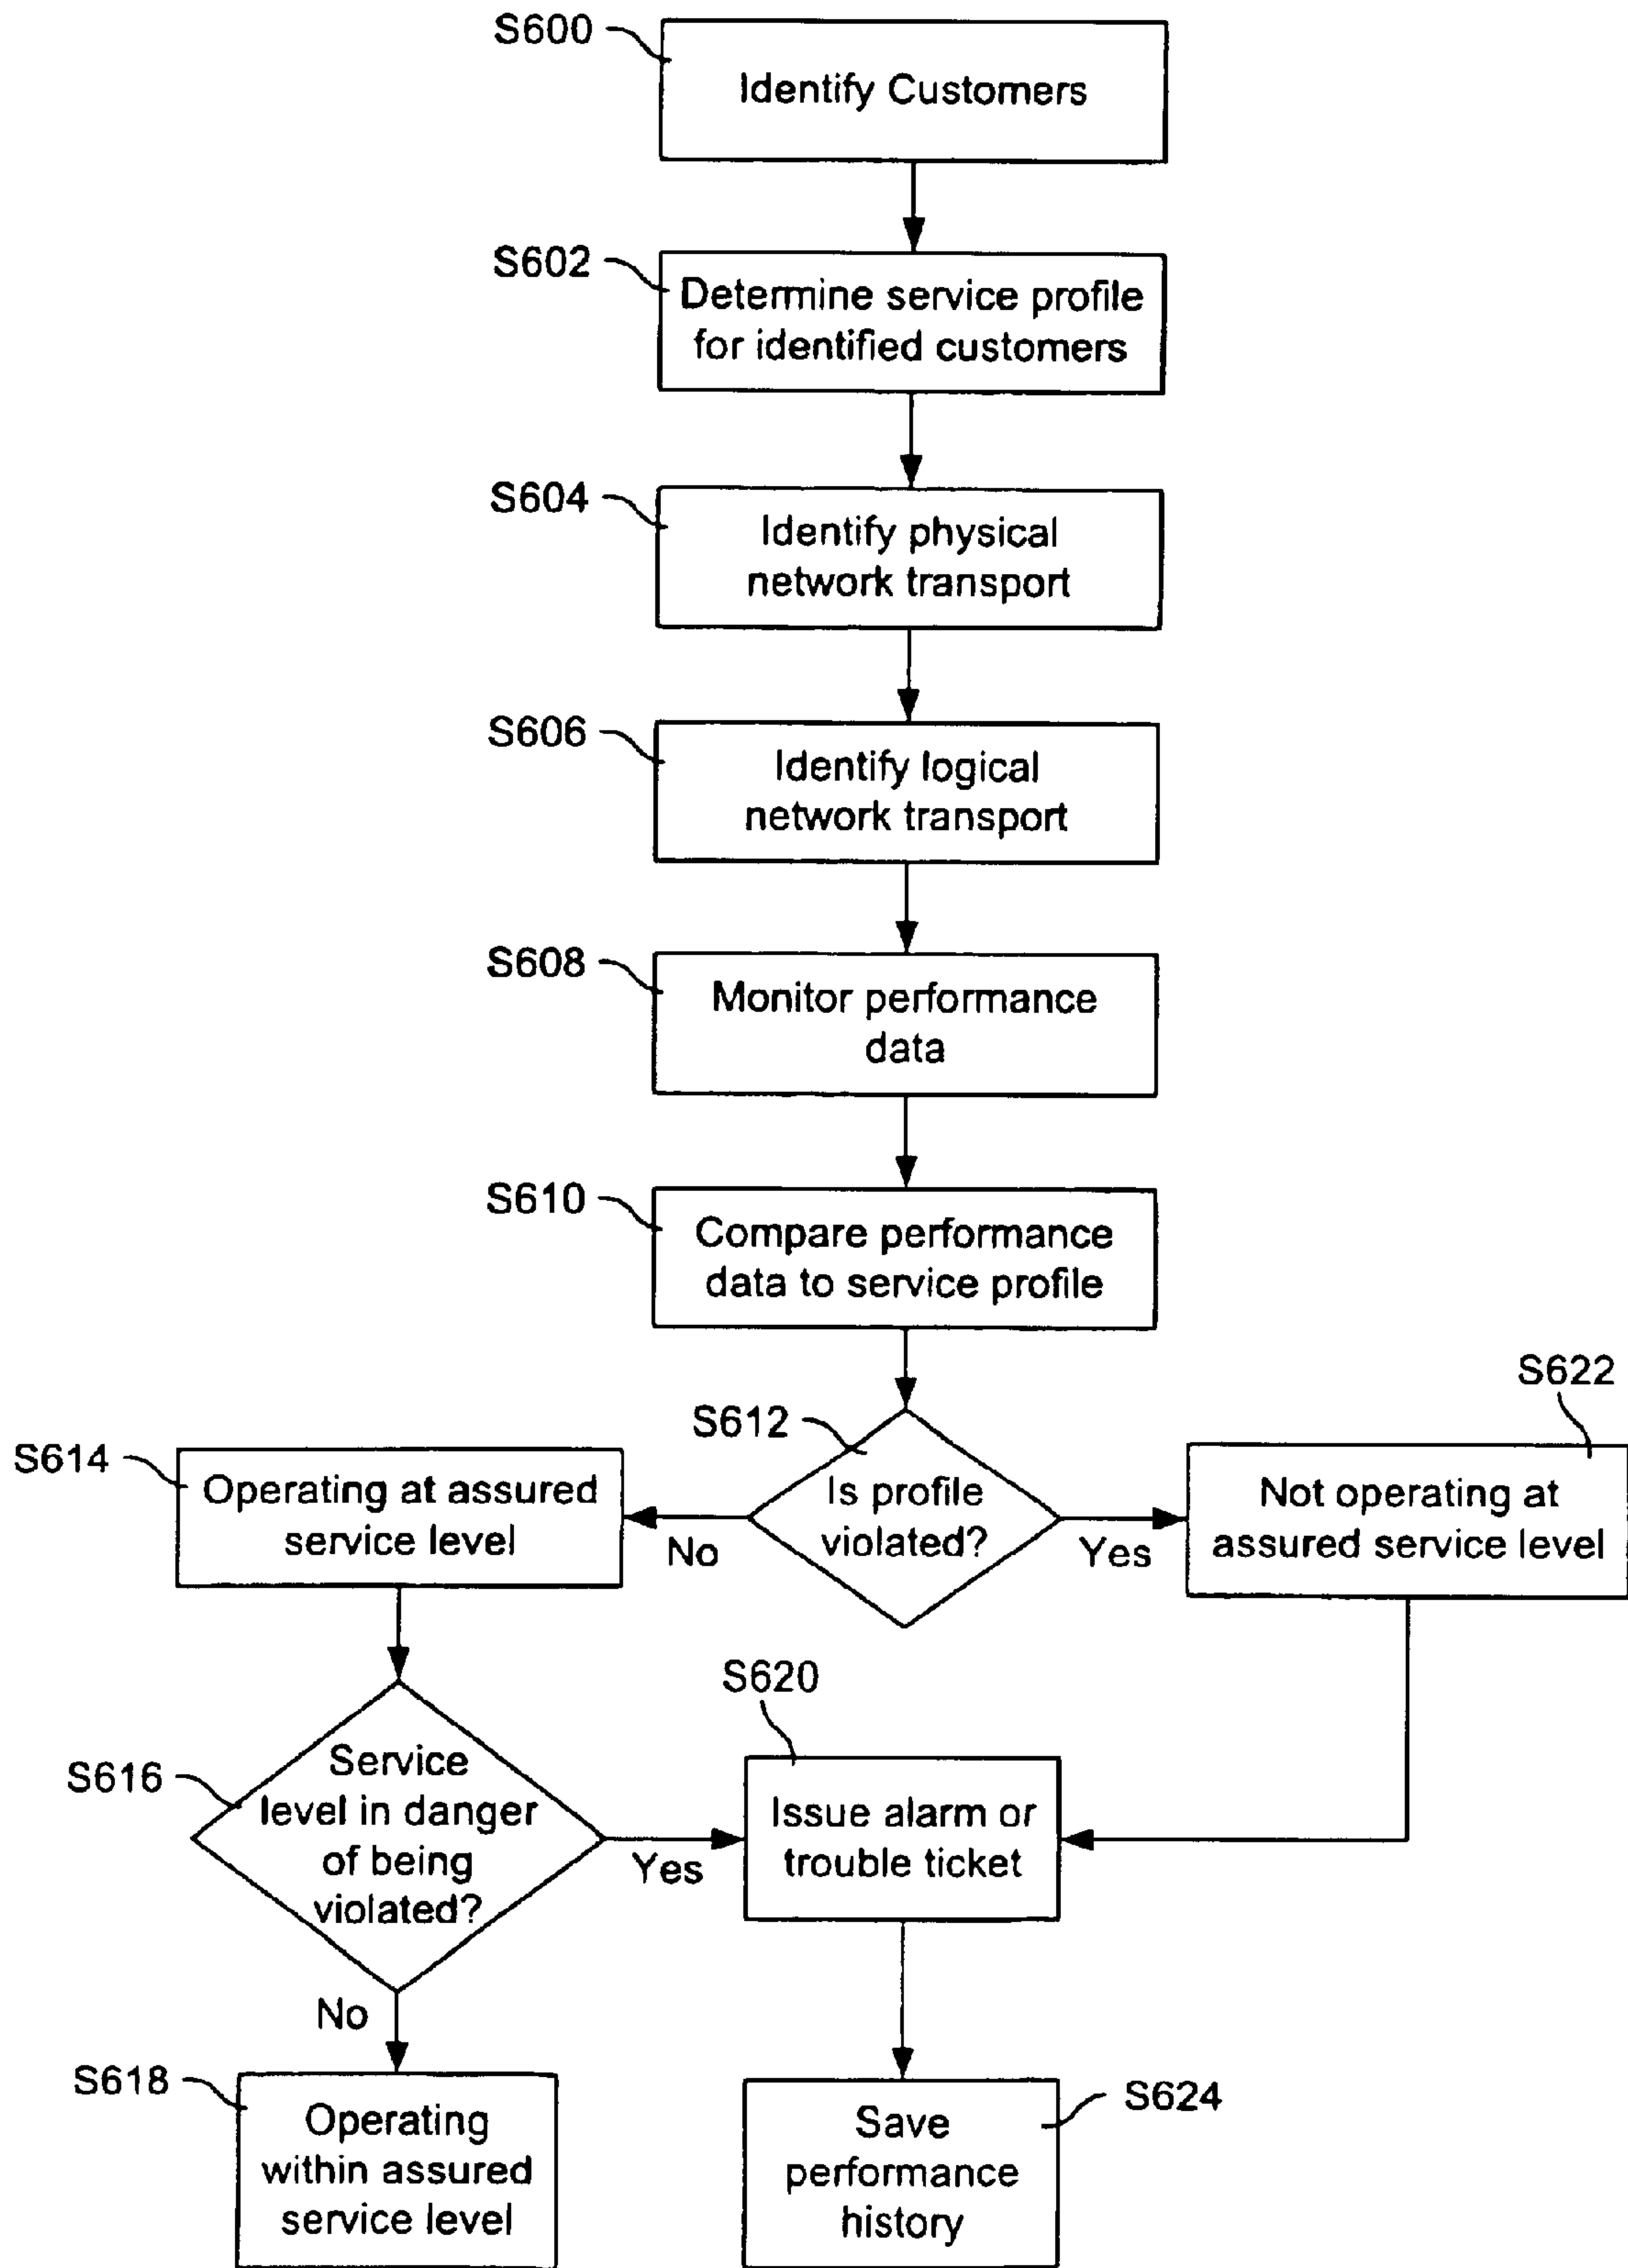 S600
Identify Customers
S602
Determine service profile
for identified customers
S604
Identify physical
network transport
S606
Identify logical
network transport
S608
Monitor performance
data
S610
Compare performance
data to service profile
S612
Is profile
violated?
No
Yes
S614
Operating at assured
service level
S622
Not operating at
assured service level
S616
Service
level in danger
of being
violated?
Yes
No
S620
Issue alarm or
trouble ticket
S618
Operating
within assured
service level
S624
Save
performance
history